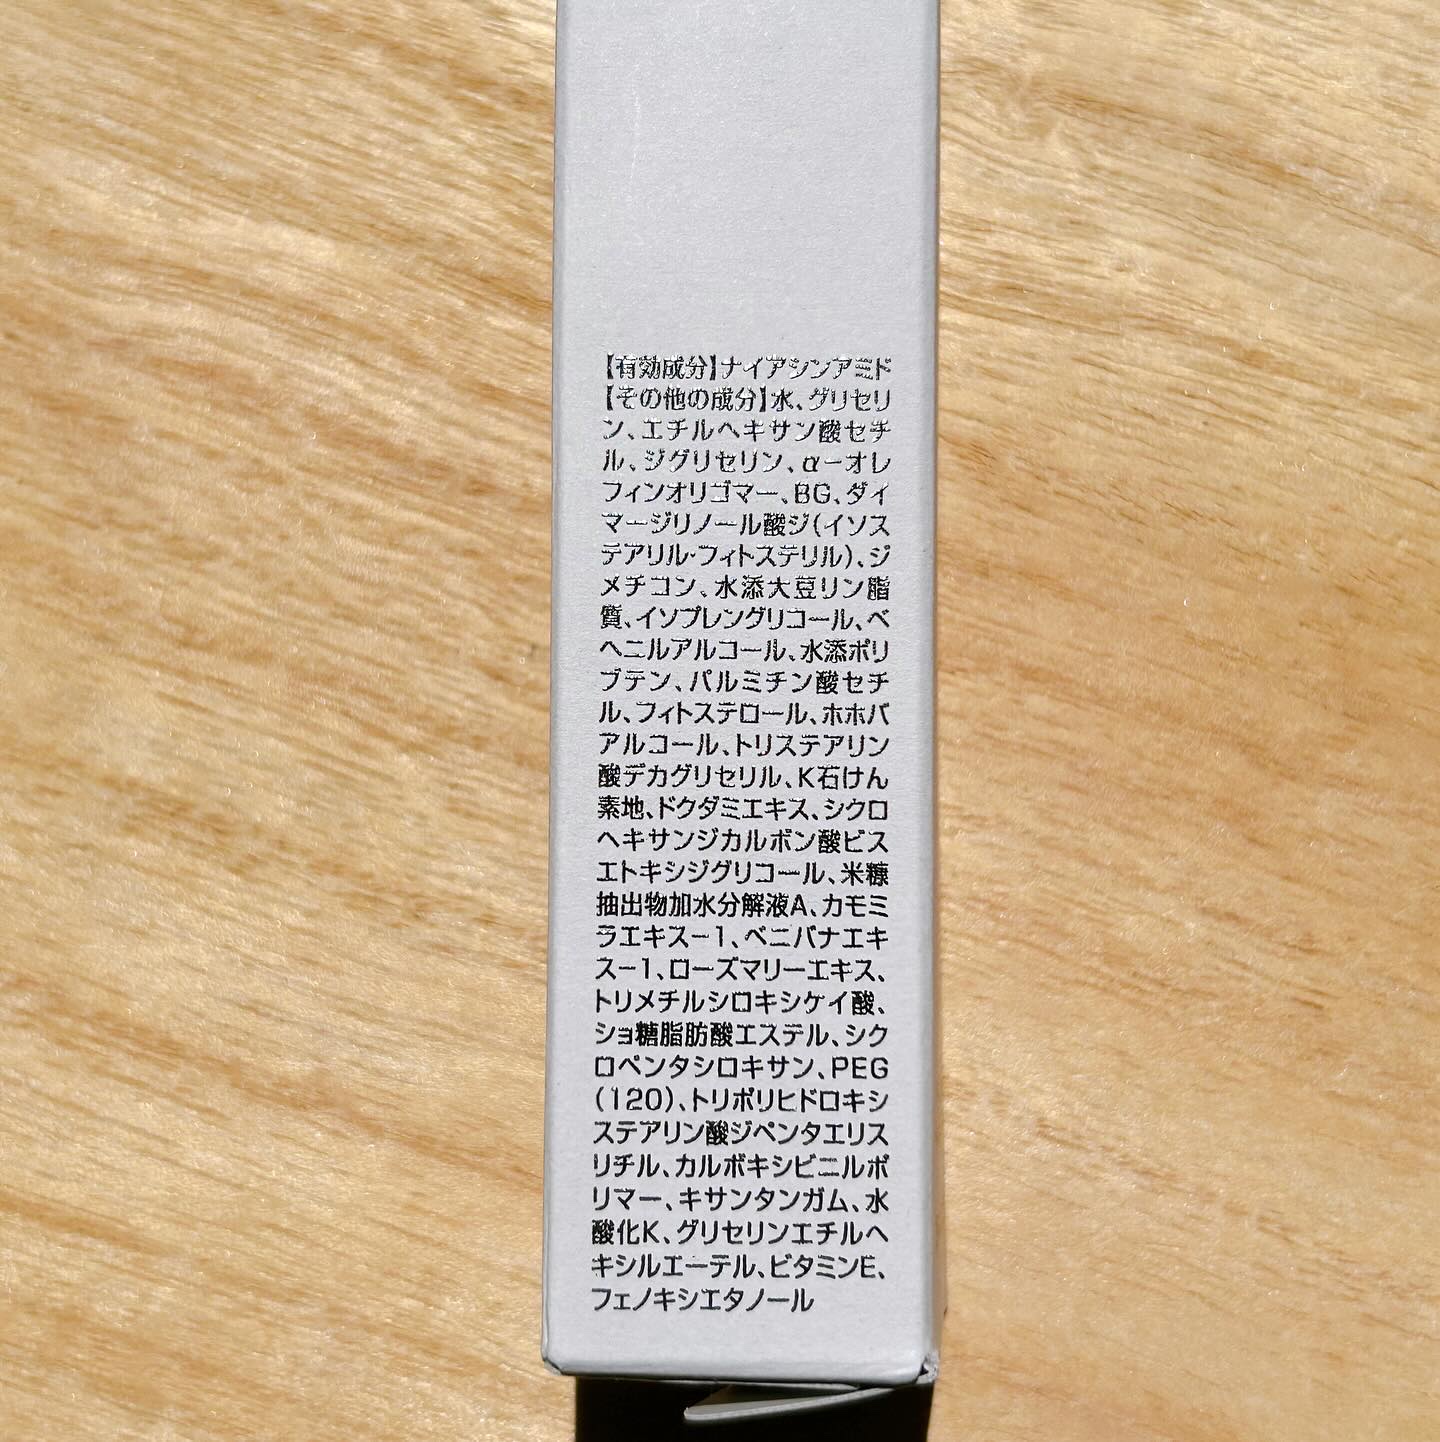 【有効成分】ナイアシンアミド
【その他の成分】水、グリセリ
ン、エチルヘキサン酸セチ
ル、ジグリセリン、α－オレ
フィンオリゴマー、BG、ダイ
マージリノール酸ジ(イソス
テアリル・フィトステリル)、ジ
メチコン、水添大豆リン脂
質、イソプレングリコール、ベ
ヘニルアルコール、水添ポリ
ブテン、パルミチン酸セチ
ル、フィトステロール、ホホバ
アルコール、トリステアリン
酸デカグリセリル、K石けん
素地、ドクダミエキス、シクロ
ヘキサンジカルボン酸ビス
エトキシジグリコール、米糠
抽出物加水分解液A、カモミ
ラエキス－1、ベニバナエキ
ス－1、ローズマリーエキス、
トリメチルシロキシケイ酸、
ショ糖脂肪酸エステル、シク
ロペンタシロキサン、PEG
(120)、トリポリヒドロキシ
ステアリン酸ジペンタエリス
リチル、カルボキシビニルポ
リマー、キサンタンガム、水
酸化K、グリセリンエチルヘ
キシルエーテル、ビタミンE、
フェノキシエタノール